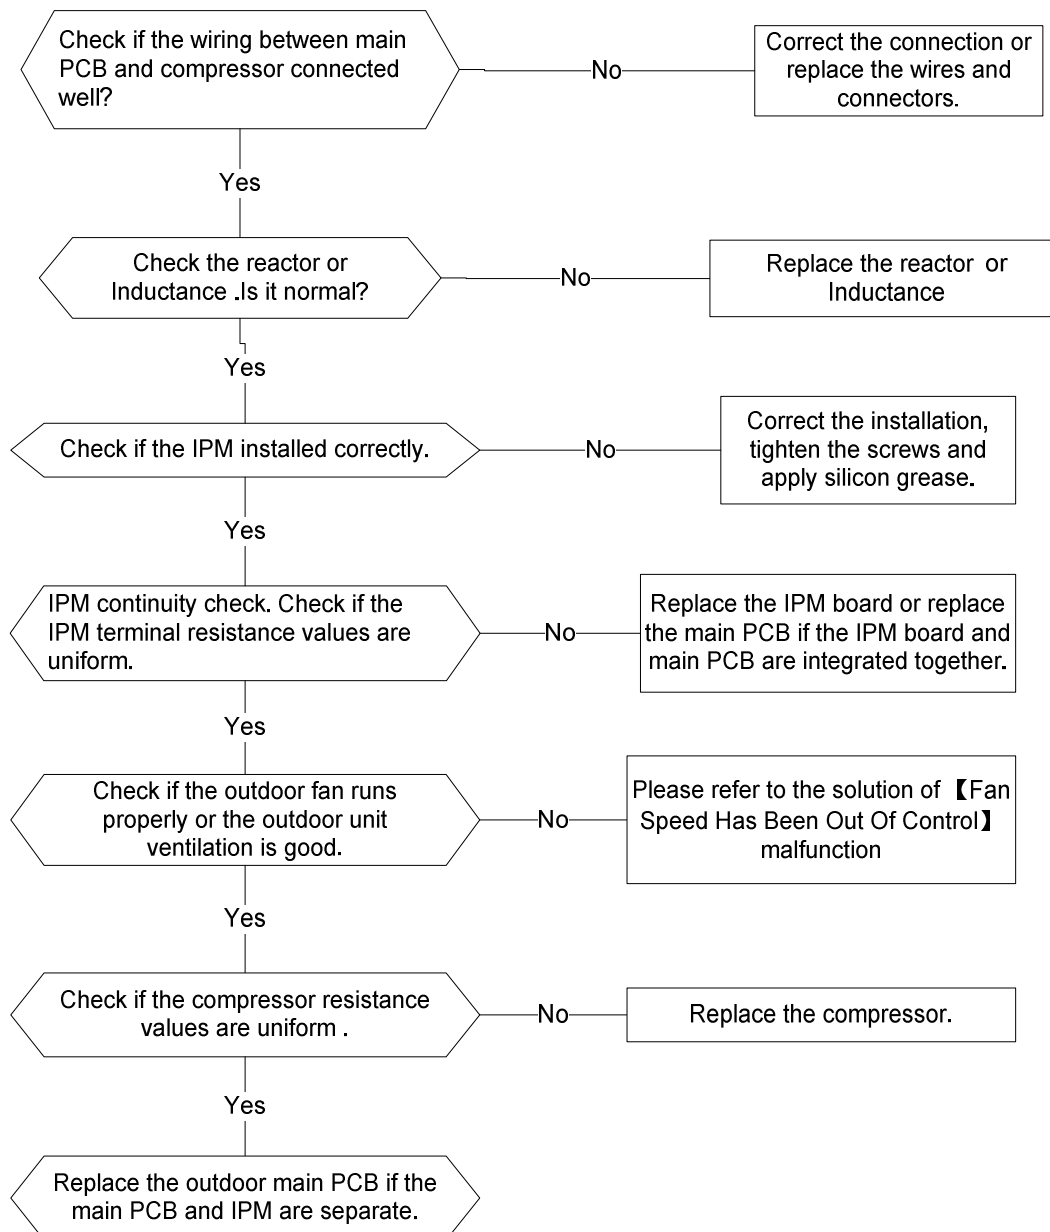 Check if the wiring between main
PCB and compressor connected
well?
No
Correct the connection or
replace the wires and
connectors.
Yes
Check the reactor or
Inductance .Is it normal?
No
Replace the reactor or
Inductance
Yes
Check if the IPM installed correctly.
No
Correct the installation,
tighten the screws and
apply silicon grease.
Yes
IPM continuity check. Check if the
IPM terminal resistance values are
uniform.
No
Replace the IPM board or replace
the main PCB if the IPM board and
main PCB are integrated together.
Yes
Check if the outdoor fan runs
properly or the outdoor unit
ventilation is good.
No
Please refer to the solution of 【Fan
Speed Has Been Out Of Control】
malfunction
Yes
Check if the compressor resistance
values are uniform .
No
Replace the compressor.
Yes
Replace the outdoor main PCB if the
main PCB and IPM are separate.